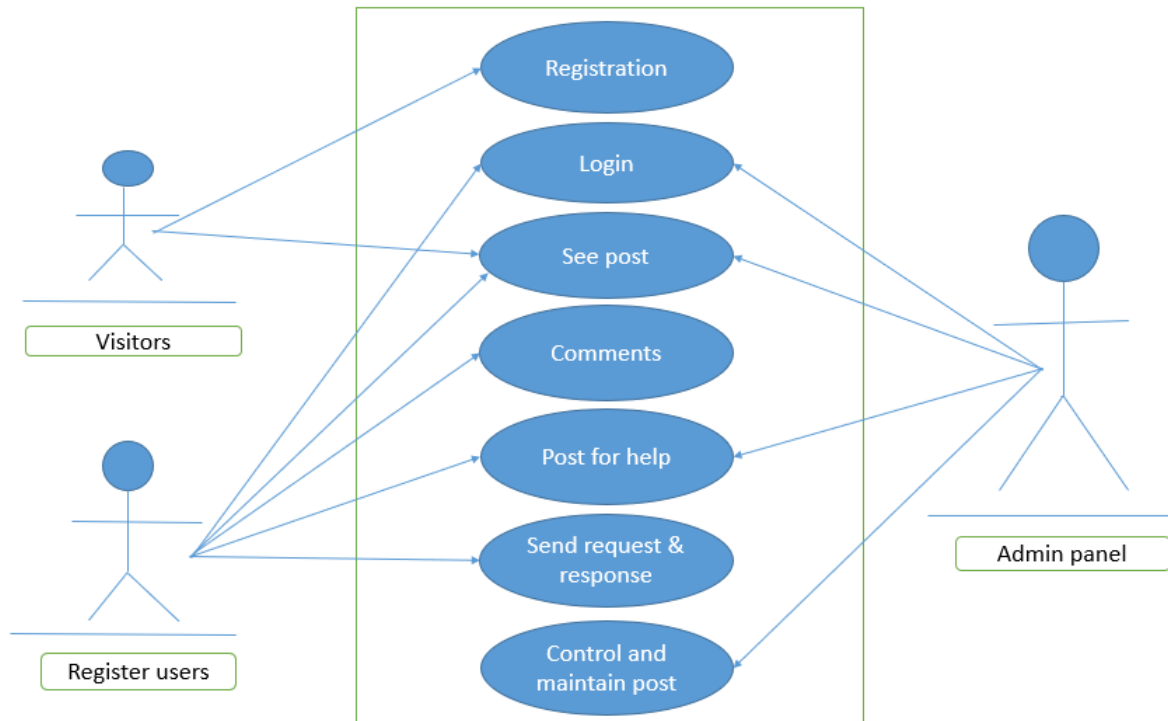 Registration
Login
See post
Comments
Post for help
Send request &
response
Control and
maintain post
Visitors
Register users
Admin panel